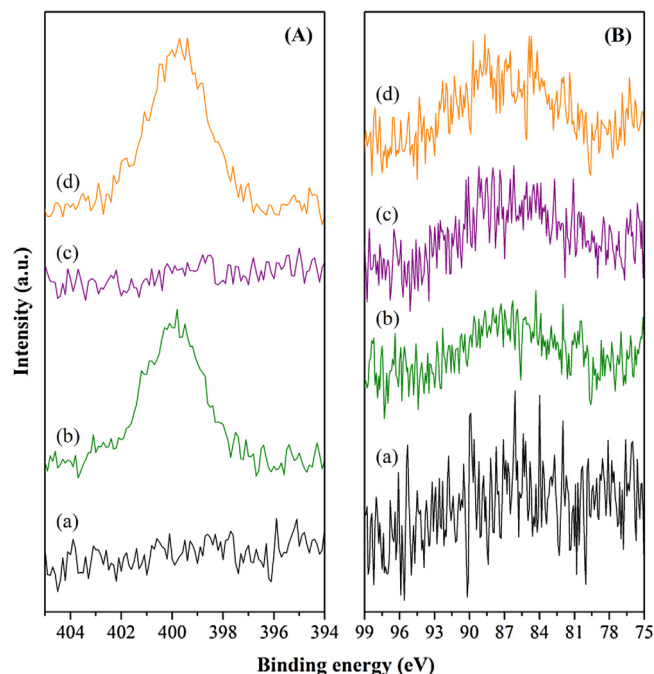 (A)
(B)
(d)
(d)
(c)
(c)
(b)
(b)
(a)
(a)
Intensity (a.u.)
404 402 400 398 396 394
99 96 93 90 87 84 81 78 75
Binding energy (eV)